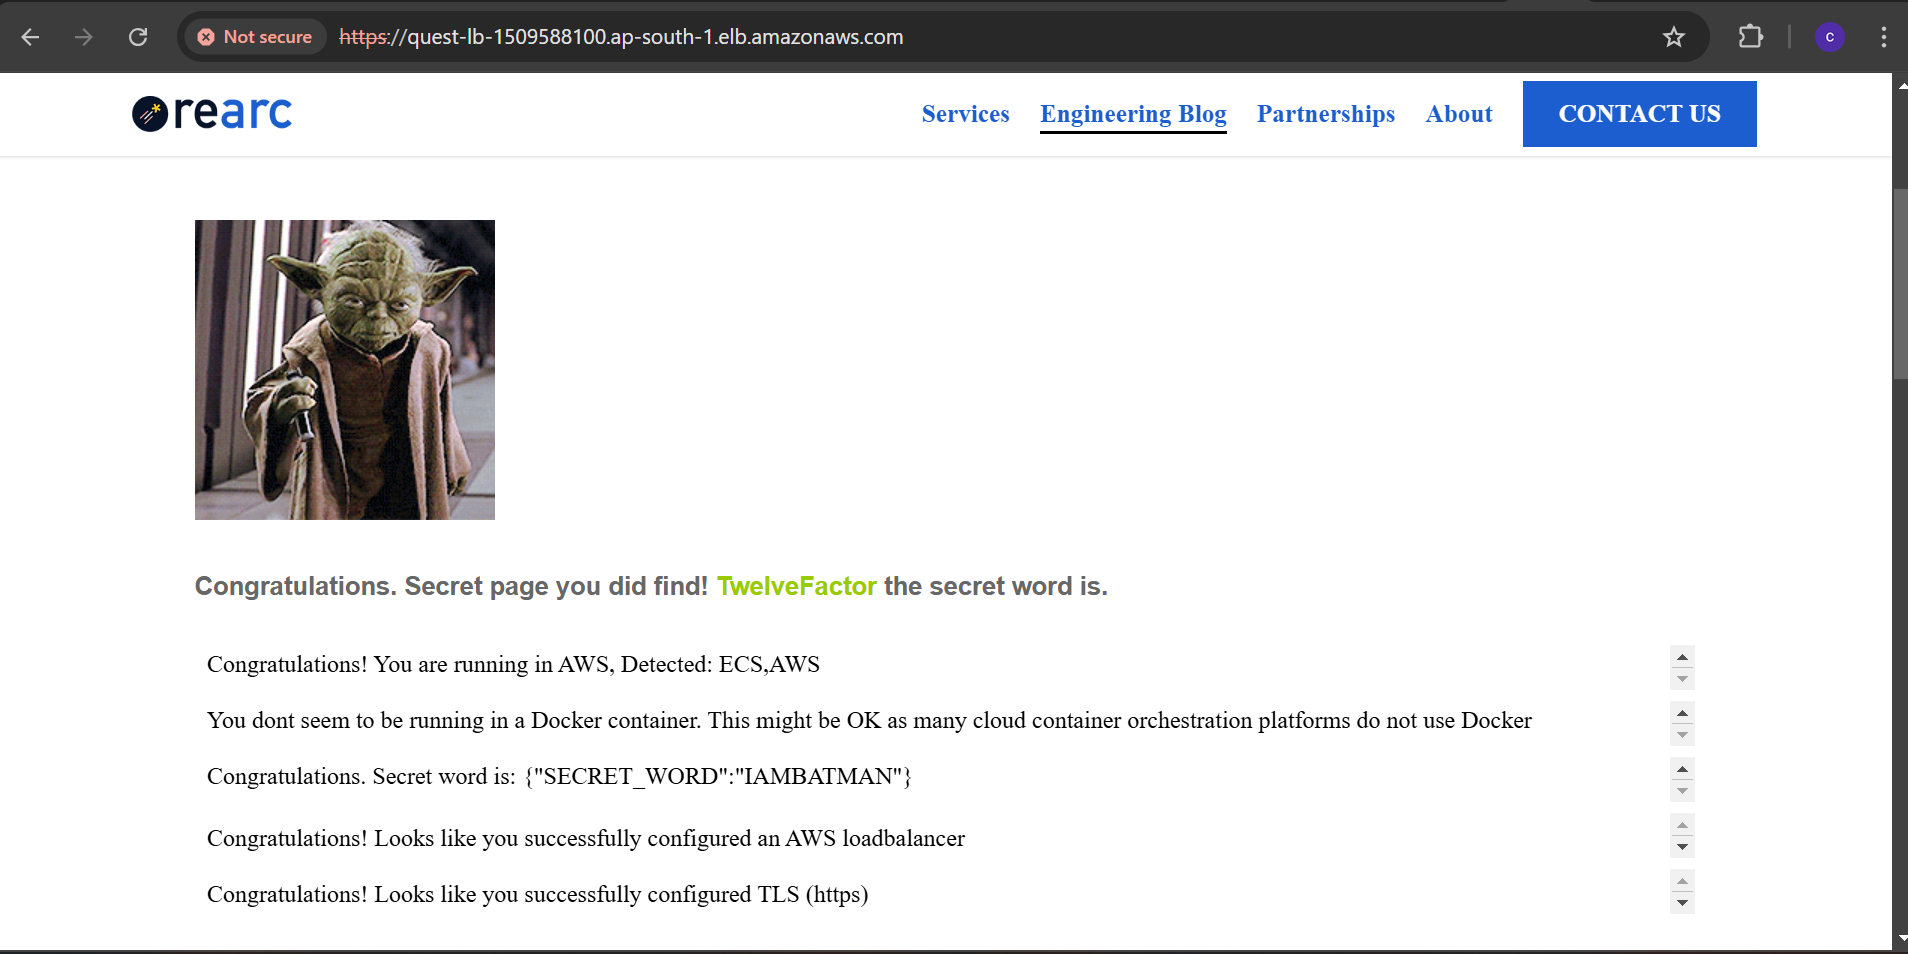 Not secure https://quest-lb-1509588100.ap-south-1.elb.amazonaws.com c
rearc Services Engineering Blog Partnerships About CONTACT US
Congratulations. Secret page you did find! TwelveFactor the secret word is.
Congratulations! You are running in AWS, Detected: ECS,AWS
You dont seem to be running in a Docker container. This might be OK as many cloud container orchestration platforms do not use Docker
Congratulations. Secret word is: {"SECRET_WORD":"IAMBATMAN"}
Congratulations! Looks like you successfully configured an AWS loadbalancer
Congratulations! Looks like you successfully configured TLS (https)